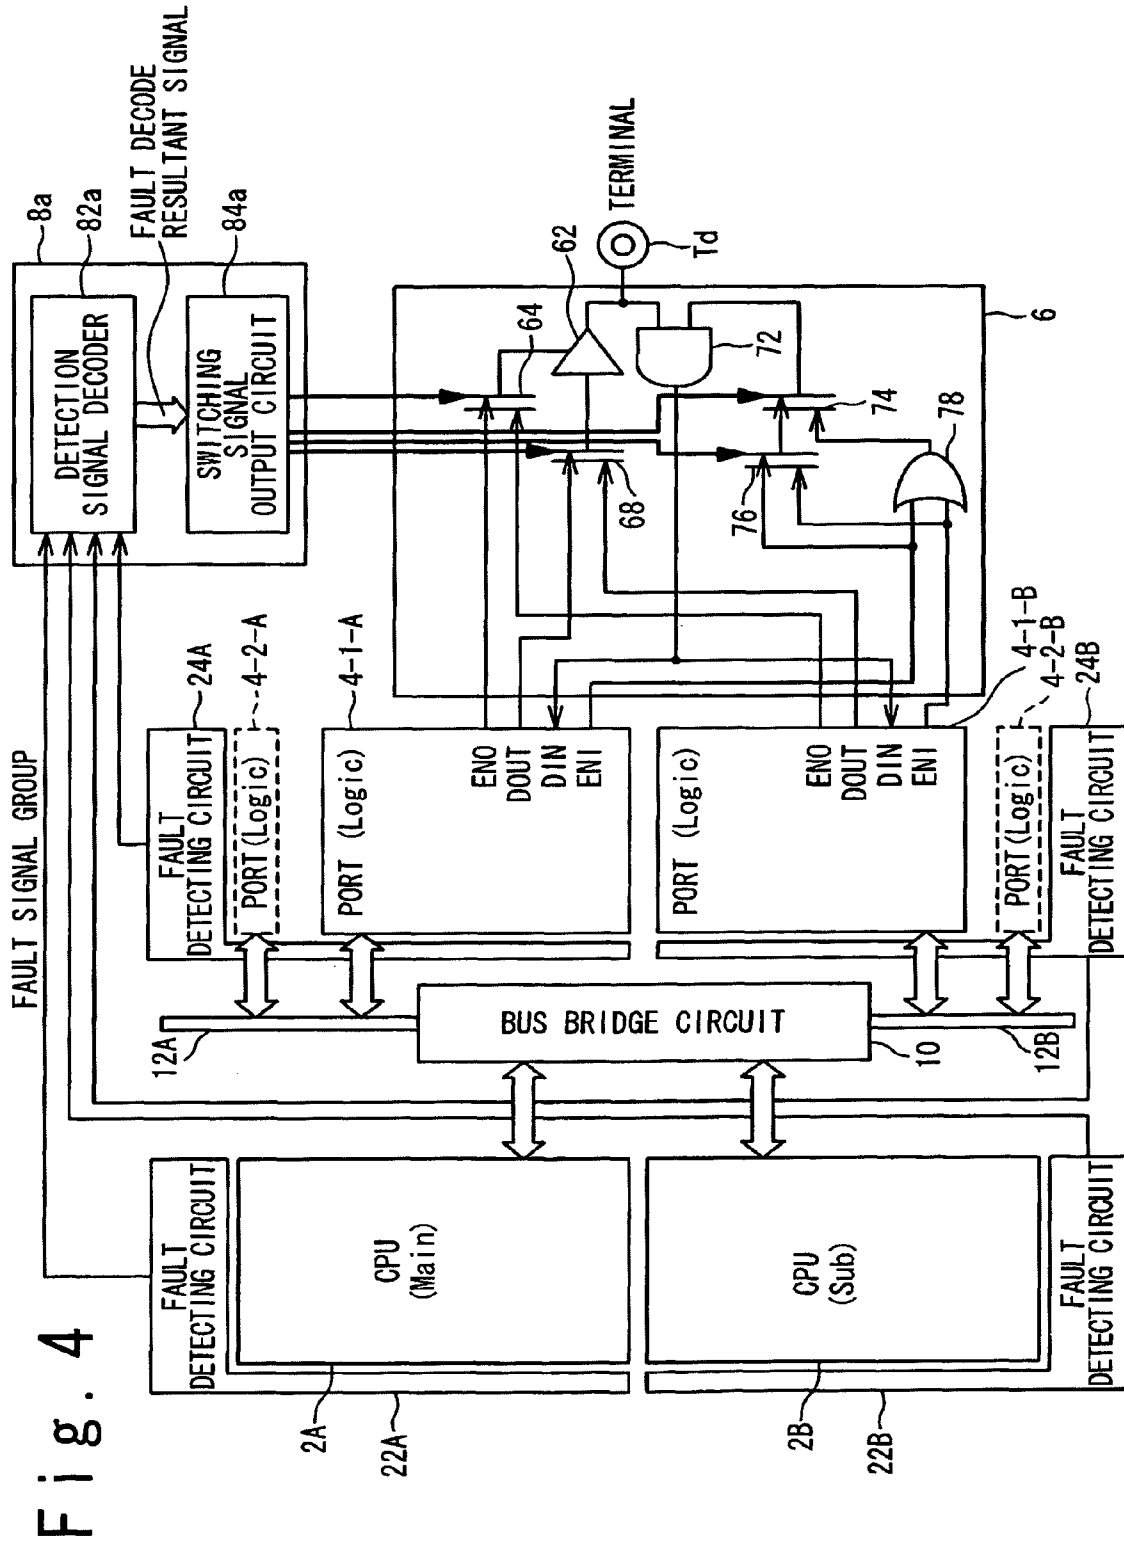 Fig. 4
FAULT SIGNAL GROUP
8a
82a
DETECTION
SIGNAL DECODER
FAULT DECODE
RESULTANT SIGNAL
84a
SWITCHING
SIGNAL
OUTPUT CIRCUIT
FAULT
DETECTING CIRCUIT
2A
22A
CPU
(Main)
CPU
(Sub)
2B
22B
FAULT
DETECTING CIRCUIT
12A
BUS BRIDGE CIRCUIT
10
12B
FAULT
DETECTING CIRCUIT
24A
PORT(Logic)
4-2-A
PORT (Logic)
4-1-A
ENO
DOUT
DIN
ENI
PORT (Logic)
4-1-B
ENO
DOUT
DIN
ENI
PORT(Logic)
4-2-B
FAULT
DETECTING CIRCUIT
24B
62
64
68
72
74
76
78
6
TERMINAL
Td